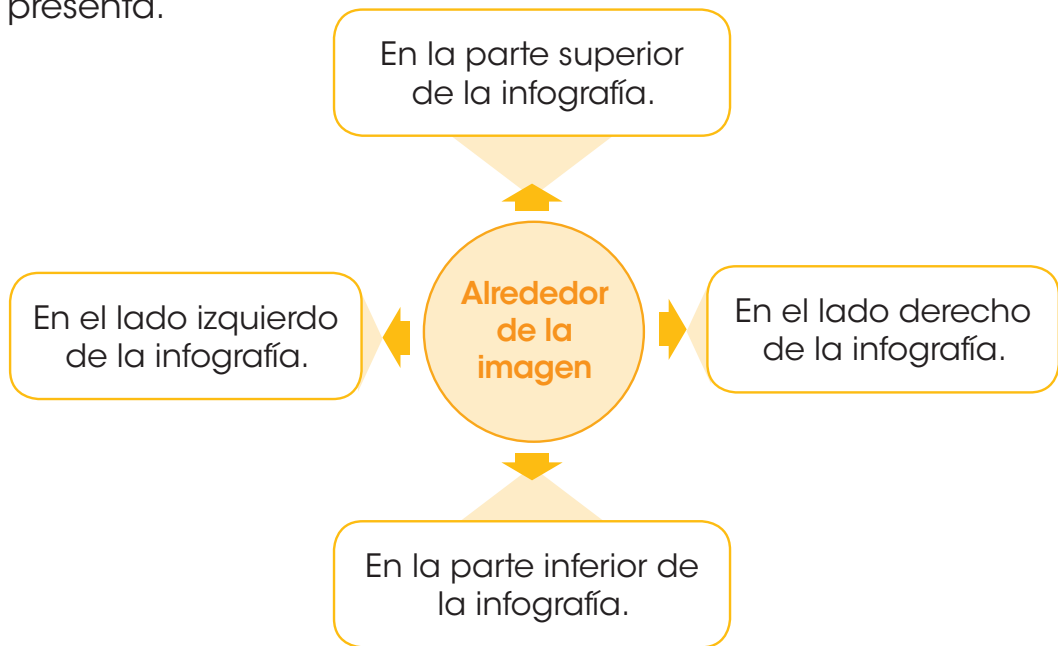 presenta.
En la parte superior
de la infografía.
En el lado izquierdo
de la infografía.
Alrededor
de la
imagen
En el lado derecho
de la infografía.
En la parte inferior de
la infografía.